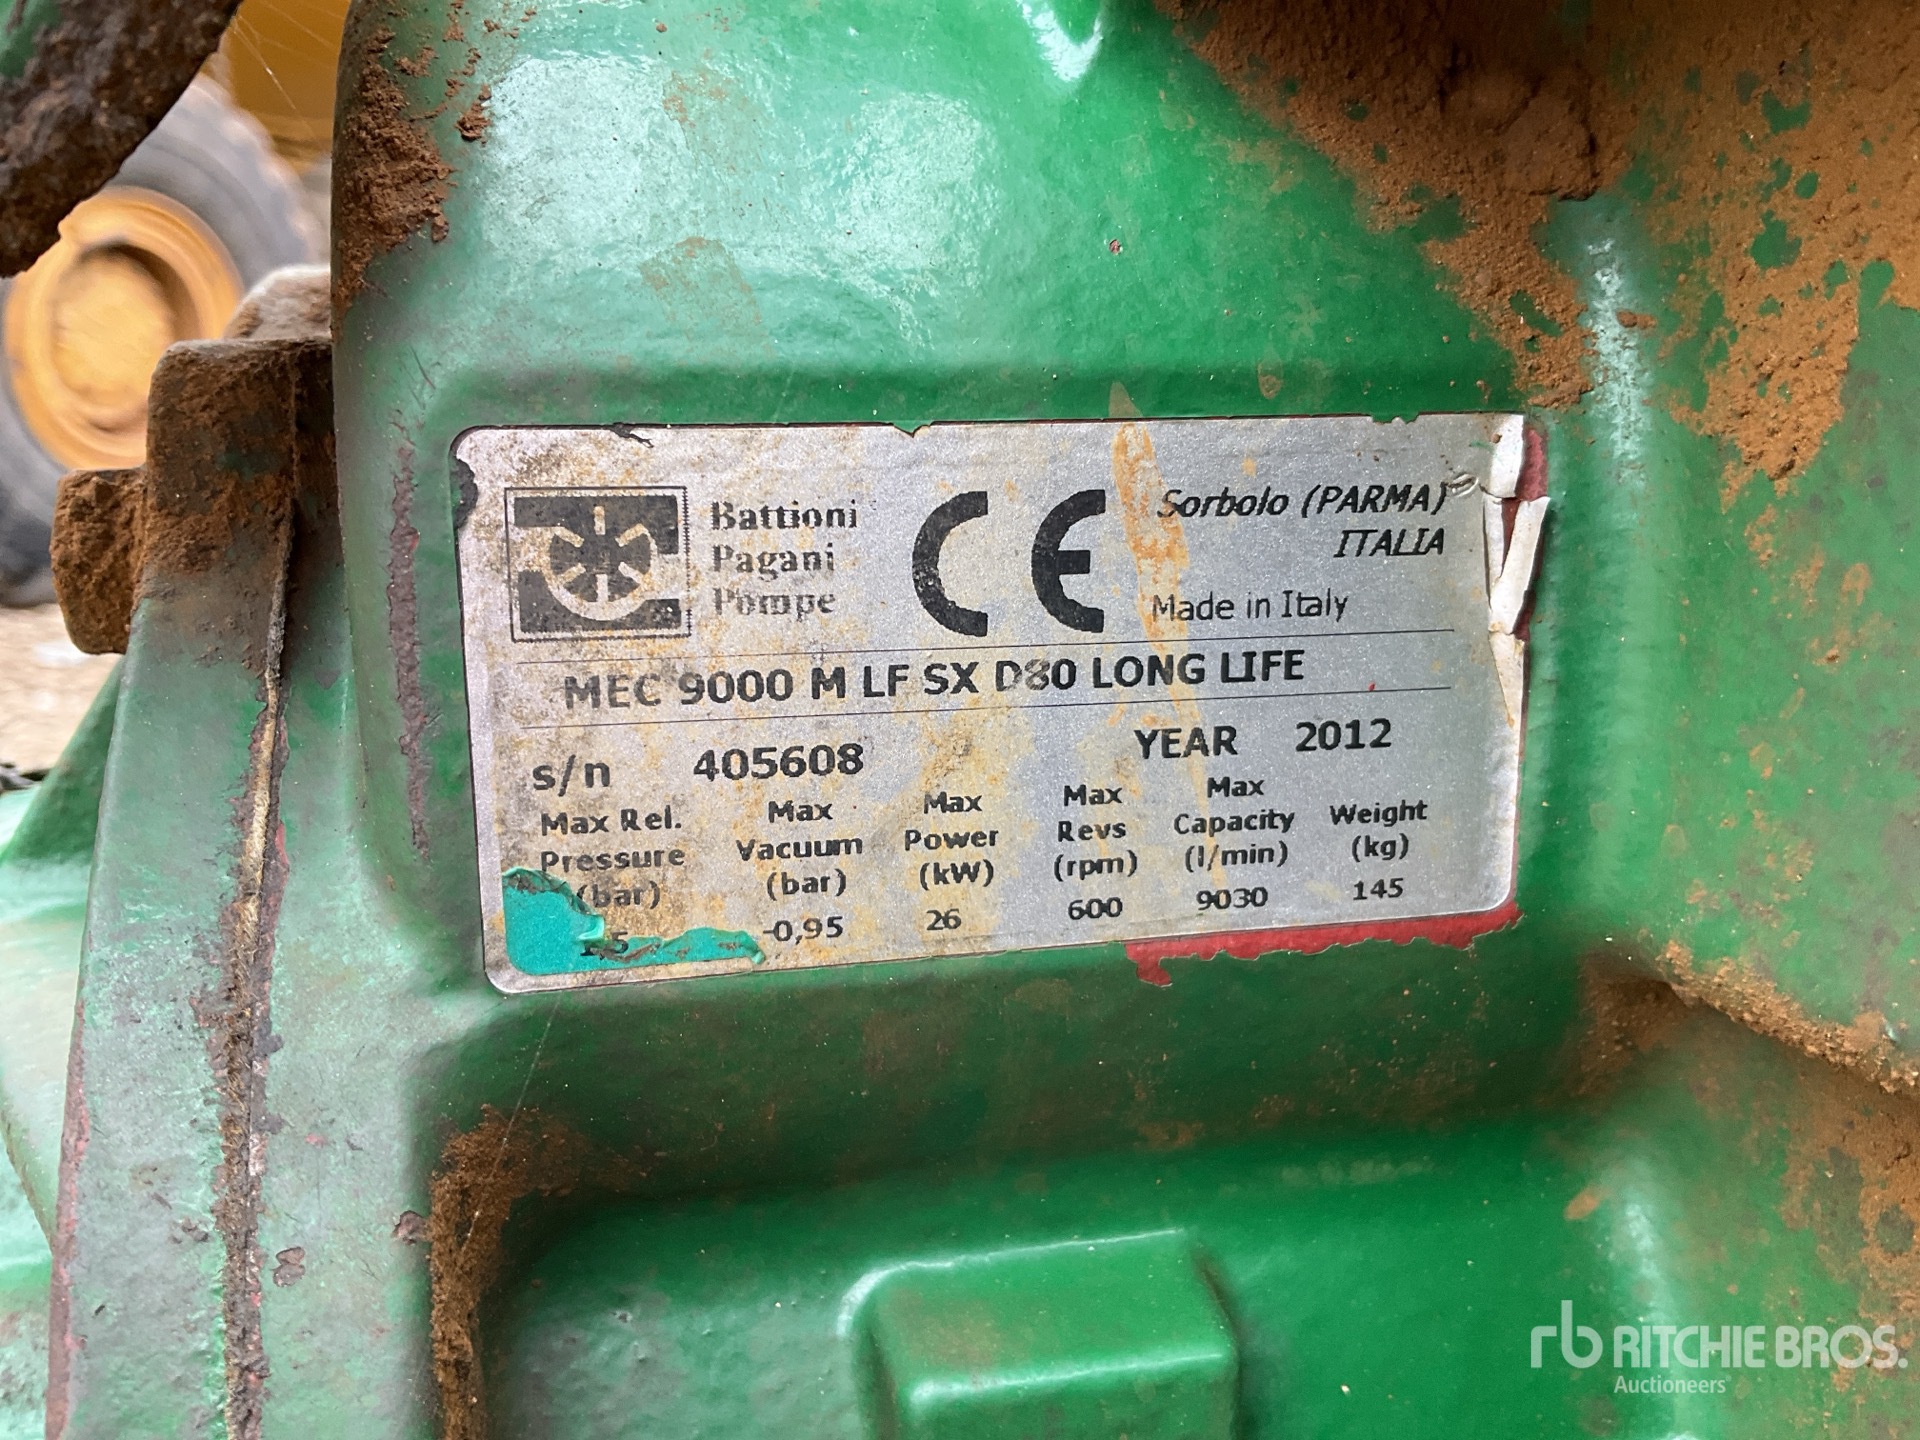 Battioni
Pagani
Pompe
CE
Sorbolo (PARMA)
ITALIA
Made in Italy
MEC 9000 M LF SX D80 LONG LIFE
s/n 405608 YEAR 2012
Max Rel. Pressure (bar) Max Vacuum (bar) Max Power (kW) Max Revs (rpm) Max Capacity (l/min) Weight (kg)
-0,95 26 600 9030 145
rb RITCHIE BROS.
Auctioneers